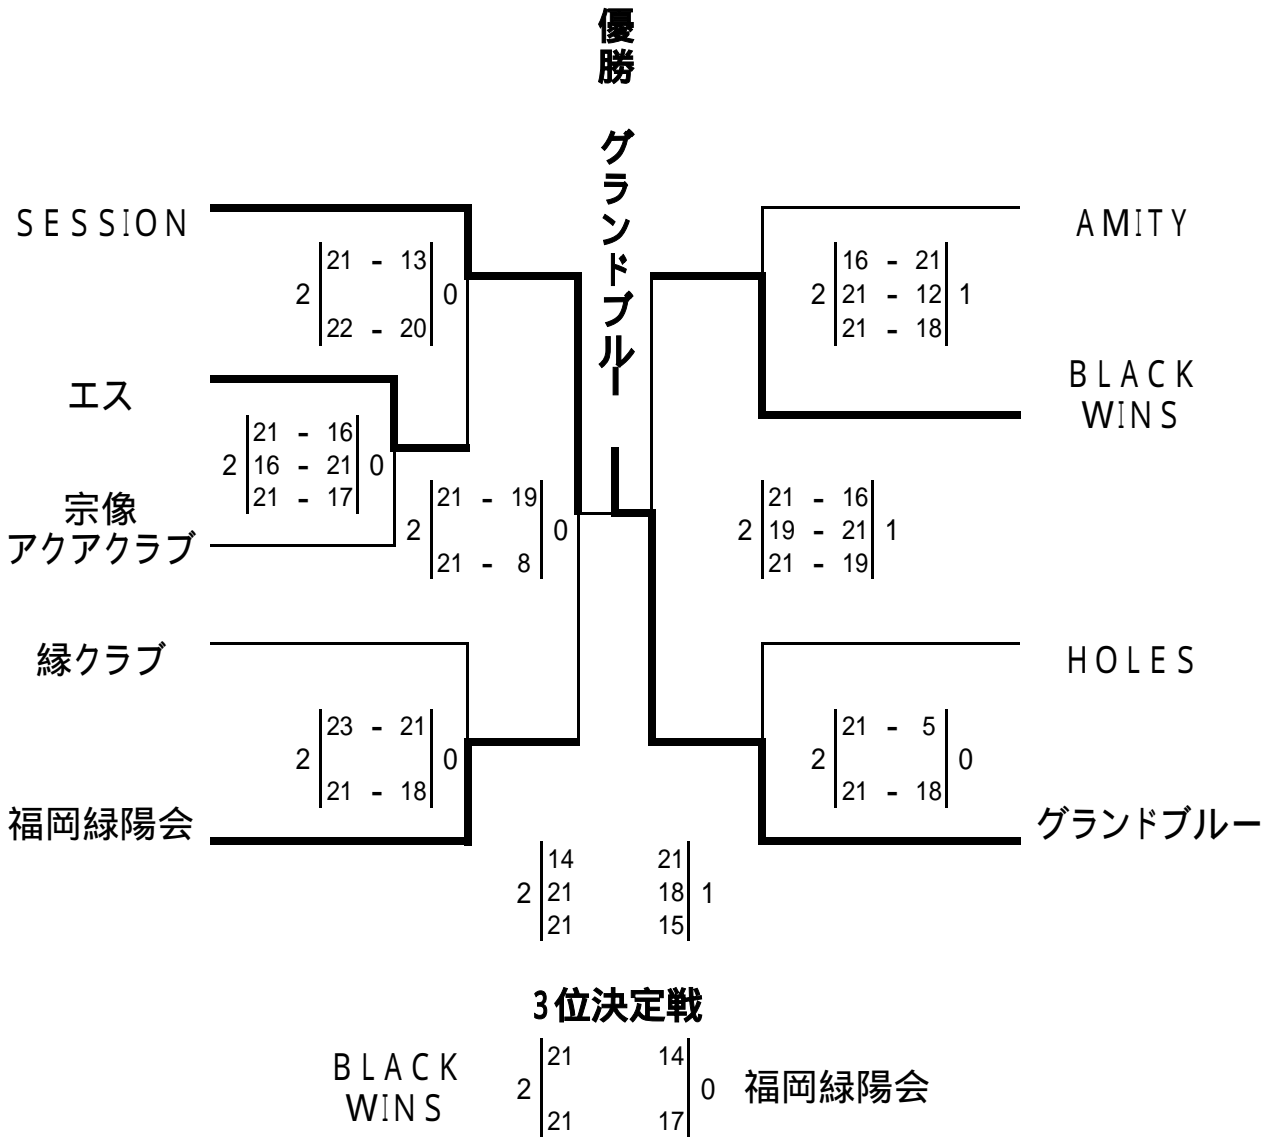 優勝 グランドブルー
SESSION
AMITY
21 - 13
2 0
22 - 20
16 - 21
2 21 - 12 1
21 - 18
エス
BLACK
WINS
21 - 16
2 16 - 21 0
21 - 17
宗像
アクアクラブ
21 - 19
2 0
21 - 8
21 - 16
2 19 - 21 1
21 - 19
縁クラブ
HOLES
23 - 21
2 0
21 - 18
21 - 5
2 0
21 - 18
福岡緑陽会
グランドブルー
14 21
2 21 18 1
21 15
3位決定戦
BLACK
WINS
21 14
2 0
21 17
福岡緑陽会